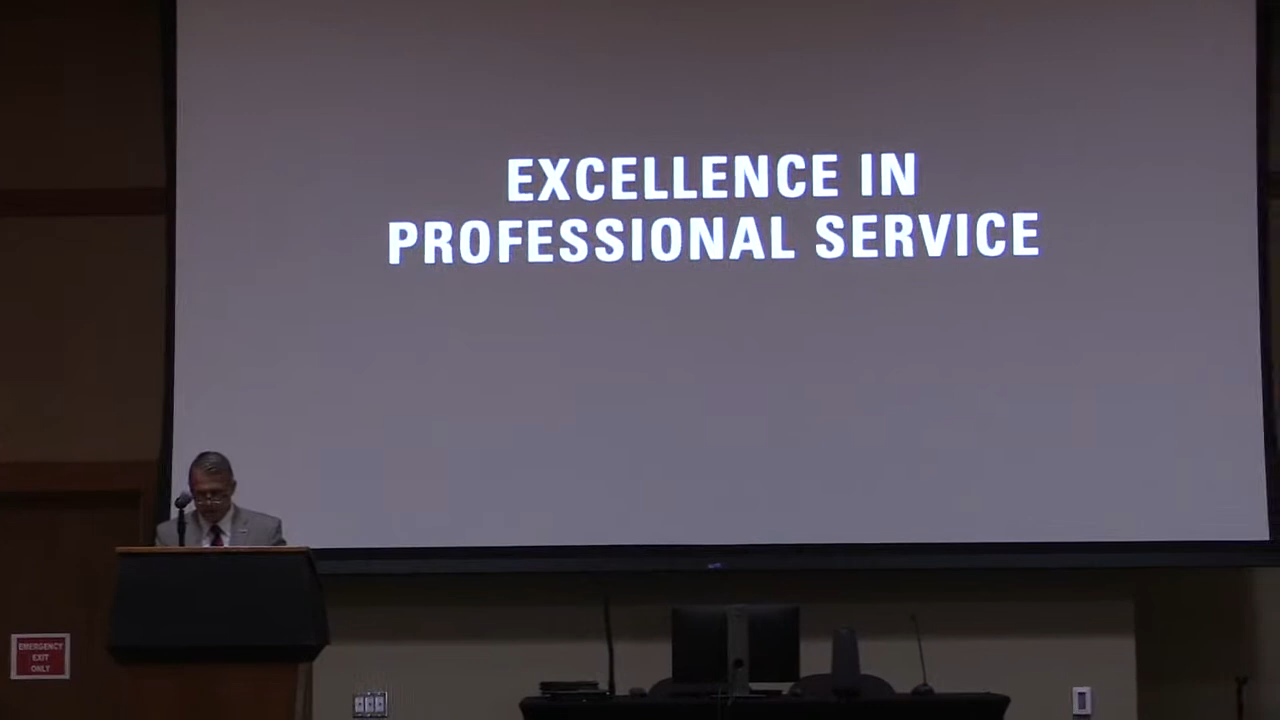 EXCELLENCE IN
PROFESSIONAL SERVICE
EMERGENCY
EXIT
ONLY